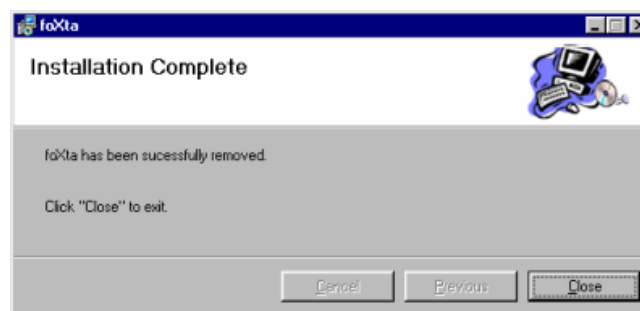 foXta
Installation Complete
foXta has been sucessfully removed.
Click "Close" to exit.
Cancel
Previous
Close